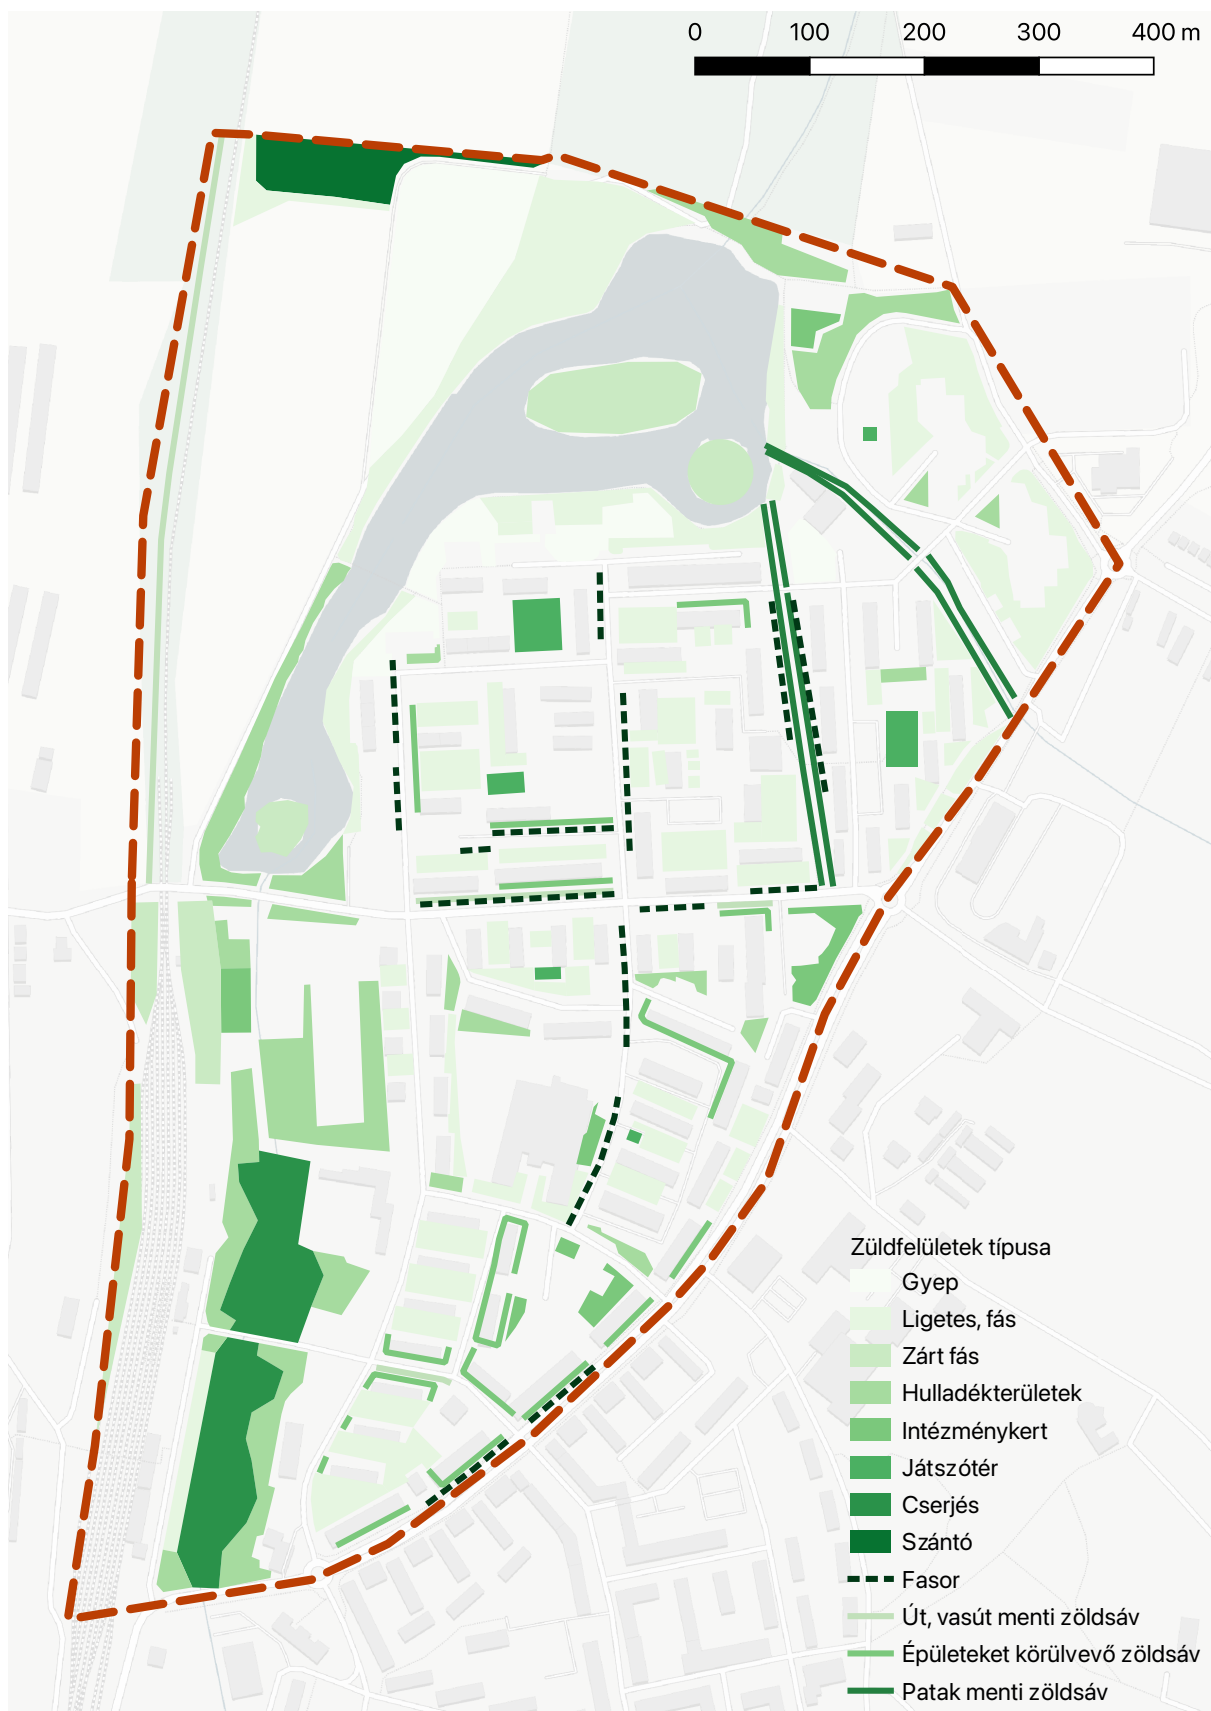 0 100 200 300 400 m
Züldfelületek típusa
Gyep
Ligetes, fás
Zárt fás
Hulladékterületek
Intézménykert
Játszótér
Cserjés
Szántó
Fasor
Út, vasút menti zöldsáv
Épületeket körülvevő zöldsáv
Patak menti zöldsáv